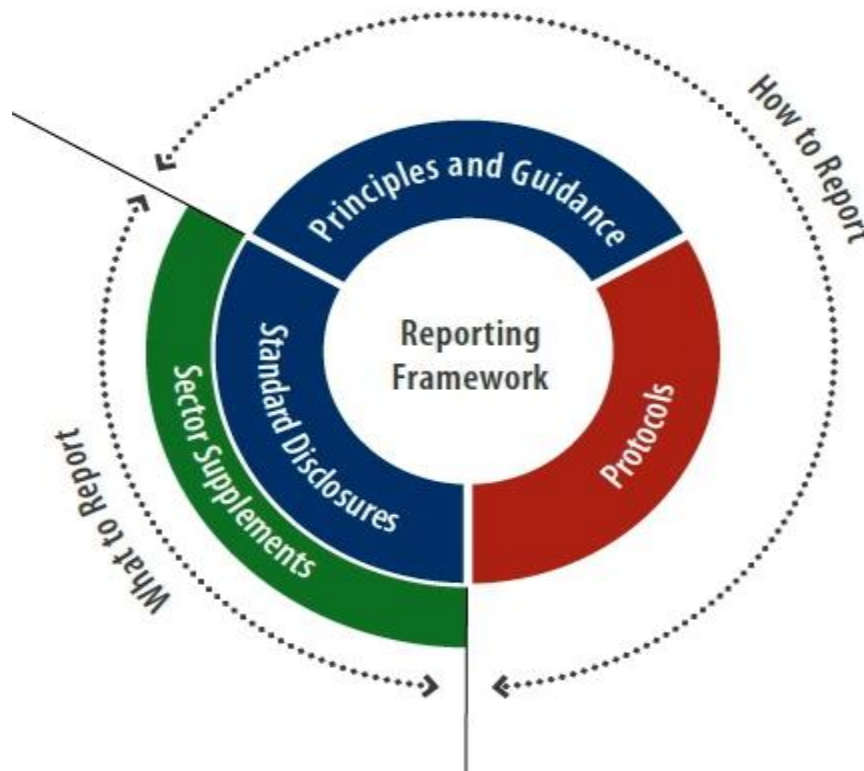 How to Report
Principles and Guidance
Reporting
Framework
Standard Disclosures
Sector Supplements
Protocols
What to Report